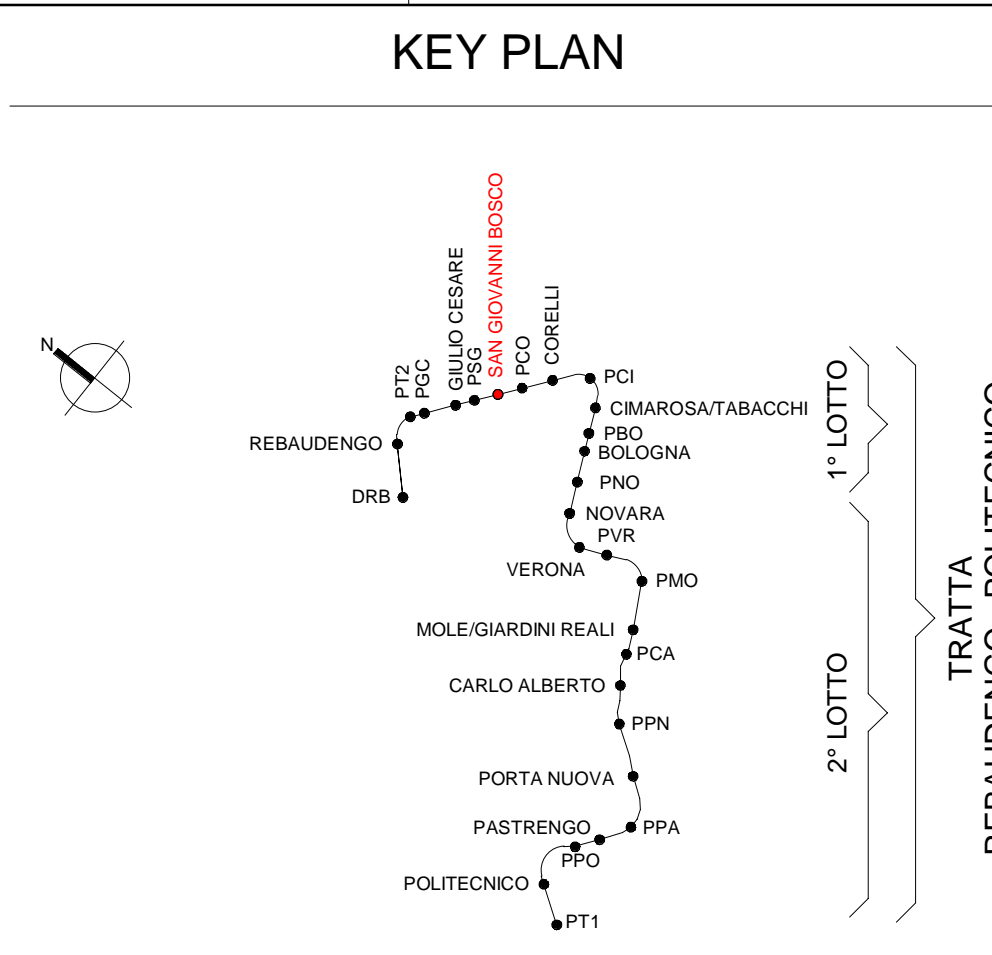 KEY PLAN
N
PT2
PGC
GIULIO CESARE
PSG
SAN GIOVANNI BOSCO
PCO
CORELLI
PCI
CIMAROSA/TABACCHI
REBAUDENGO
PBO
BOLOGNA
DRB
PNO
NOVARA
PVR
VERONA
PMO
MOLE/GIARDINI REALI
PCA
CARLO ALBERTO
PPN
PORTA NUOVA
PASTRENGO
PPA
PPO
POLITECNICO
PT1
1° LOTTO
2° LOTTO
TRATTA
REBAUDENGO - POLITECNICO